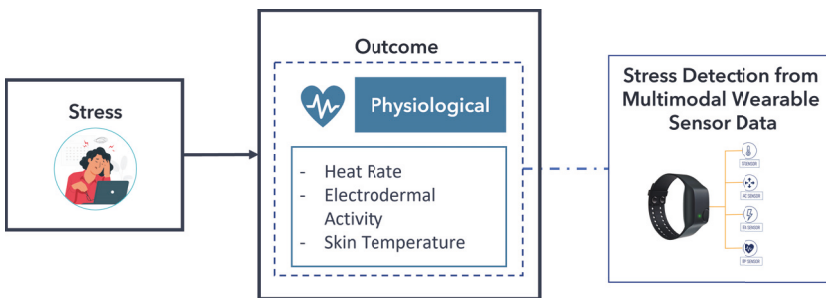 Stress
Outcome
Physiological
- Heat Rate
- Electrodermal
Activity
- Skin Temperature
Stress Detection from
Multimodal Wearable
Sensor Data